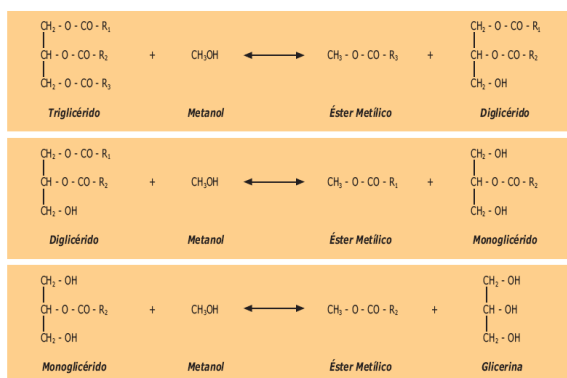 CH₂ - O - CO - R₁ CH₂ - O - CO - R₁
CH - O - CO - R₂ + CH₃OH CH₃ - O - CO - R₃ + CH - O - CO - R₂
CH₂ - O - CO - R₃ CH₂ - OH
Triglicérido Metanol Éster Metílico Diglicérido
CH₂ - O - CO - R₁ CH₂ - OH
CH - O - CO - R₂ + CH₃OH CH₃ - O - CO - R₁ + CH - O - CO - R₂
CH₂ - OH CH₂ - OH
Diglicérido Metanol Éster Metílico Monoglicérido
CH₂ - OH CH₂ - OH
CH - O - CO - R₂ + CH₃OH CH₃ - O - CO - R₂ + CH - OH
CH₂ - OH CH₂ - OH
Monoglicérido Metanol Éster Metílico Glicerina